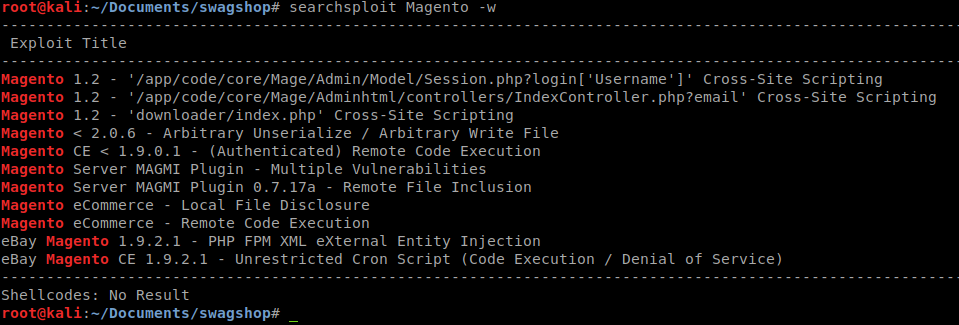 root@kali:~/Documents/swagshop# searchsploit Magento -w
--------------------------------------------------------------------------------------------------------------------
 Exploit Title
--------------------------------------------------------------------------------------------------------------------
Magento 1.2 - '/app/code/core/Mage/Admin/Model/Session.php?login['Username']' Cross-Site Scripting
Magento 1.2 - '/app/code/core/Mage/Adminhtml/controllers/IndexController.php?email' Cross-Site Scripting
Magento 1.2 - 'downloader/index.php' Cross-Site Scripting
Magento < 2.0.6 - Arbitrary Unserialize / Arbitrary Write File
Magento CE < 1.9.0.1 - (Authenticated) Remote Code Execution
Magento Server MAGMI Plugin - Multiple Vulnerabilities
Magento Server MAGMI Plugin 0.7.17a - Remote File Inclusion
Magento eCommerce - Local File Disclosure
Magento eCommerce - Remote Code Execution
eBay Magento 1.9.2.1 - PHP FPM XML eXternal Entity Injection
eBay Magento CE 1.9.2.1 - Unrestricted Cron Script (Code Execution / Denial of Service)
--------------------------------------------------------------------------------------------------------------------
Shellcodes: No Result
root@kali:~/Documents/swagshop# _